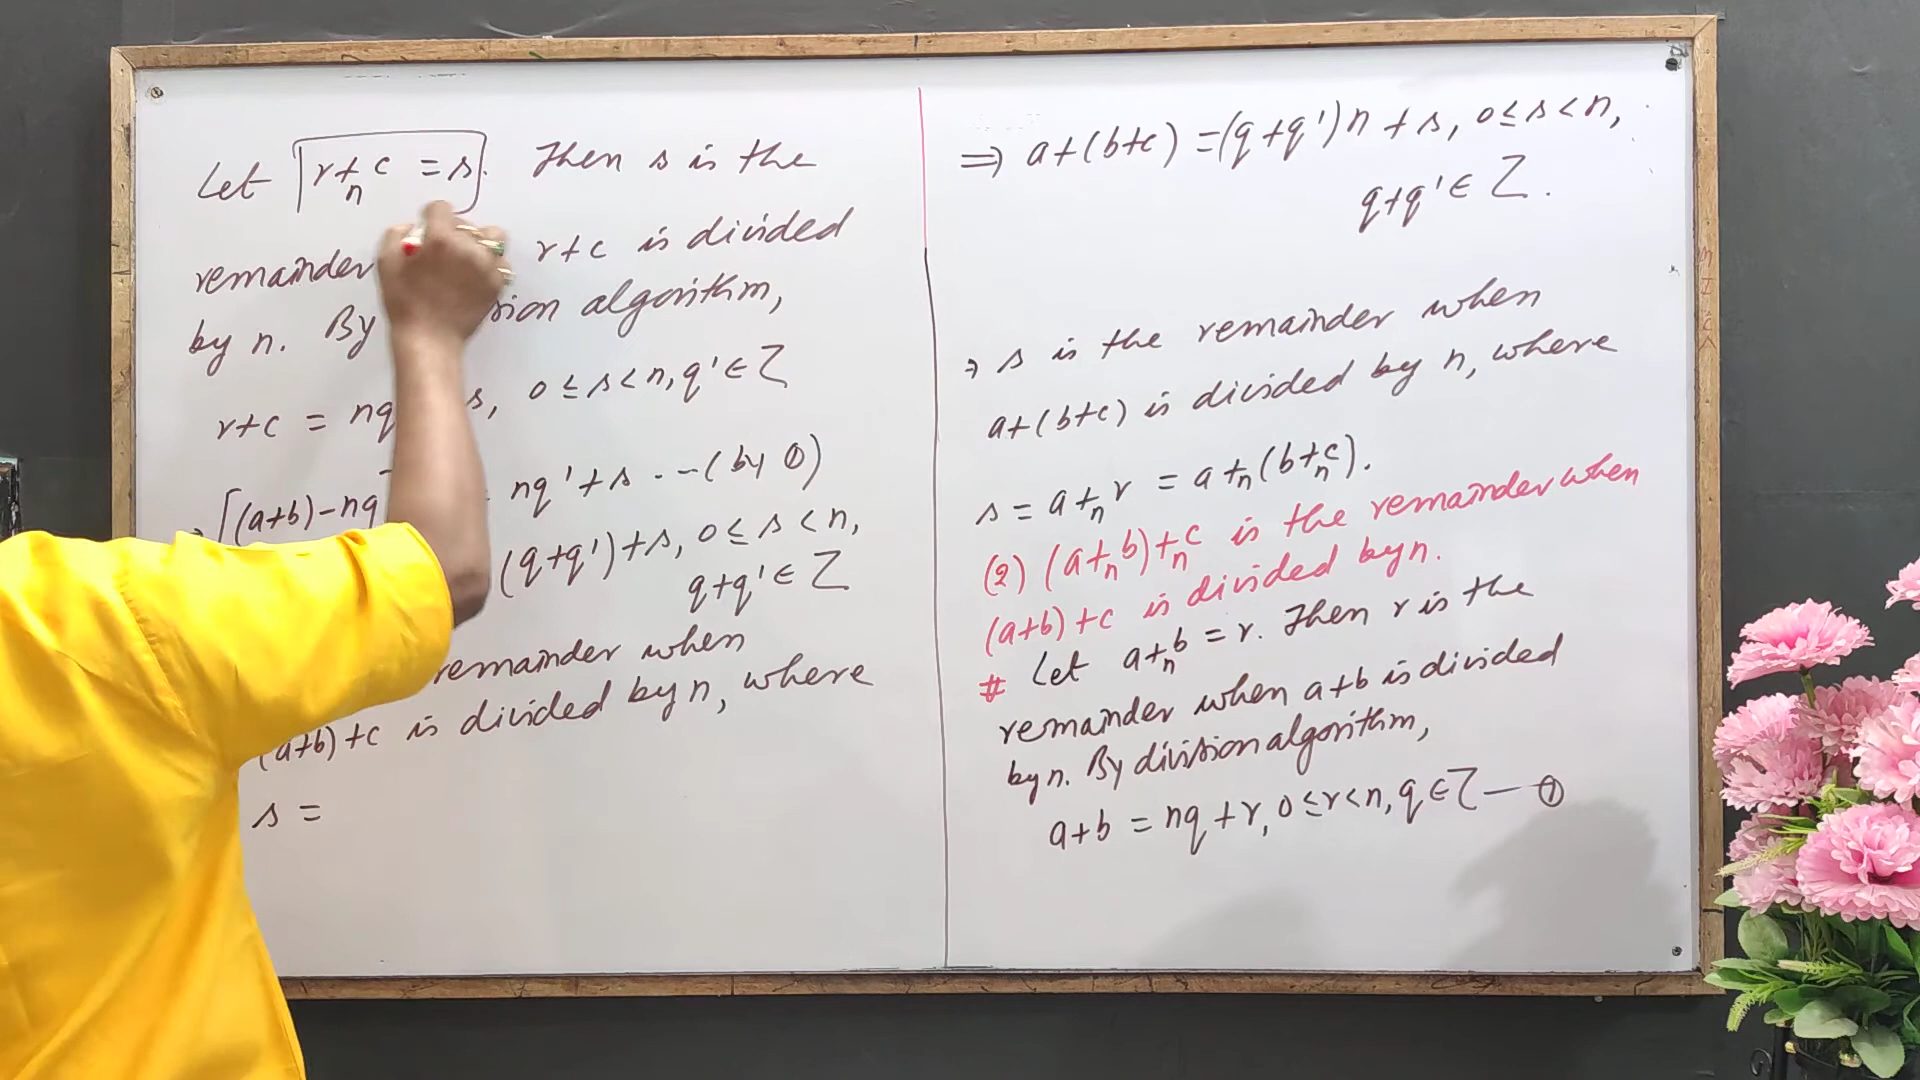 Let r +ₙ c = s. Then s is the
remainder r+c is divided
by n. By algorithm,
r+c = nq s, 0 ≤ s < n, q' ∈ Z
[(a+b) - nq nq' + s - - (by ①)
(q+q') + s, 0 ≤ s < n,
q+q' ∈ Z
remainder when
(a+b)+c is divided by n, where
s =
⇒ a+(b+c) = (q+q')n + s, 0 ≤ s < n,
q+q' ∈ Z.
⇒ s is the remainder when
a+(b+c) is divided by n, where
s = a +ₙ r = a +ₙ (b +ₙ c).
(2) (a +ₙ b) +ₙ c is the remainder when
(a+b)+c is divided by n.
# Let a +ₙ b = r. Then r is the
remainder when a+b is divided
by n. By division algorithm,
a+b = nq + r, 0 ≤ r < n, q ∈ Z — ①